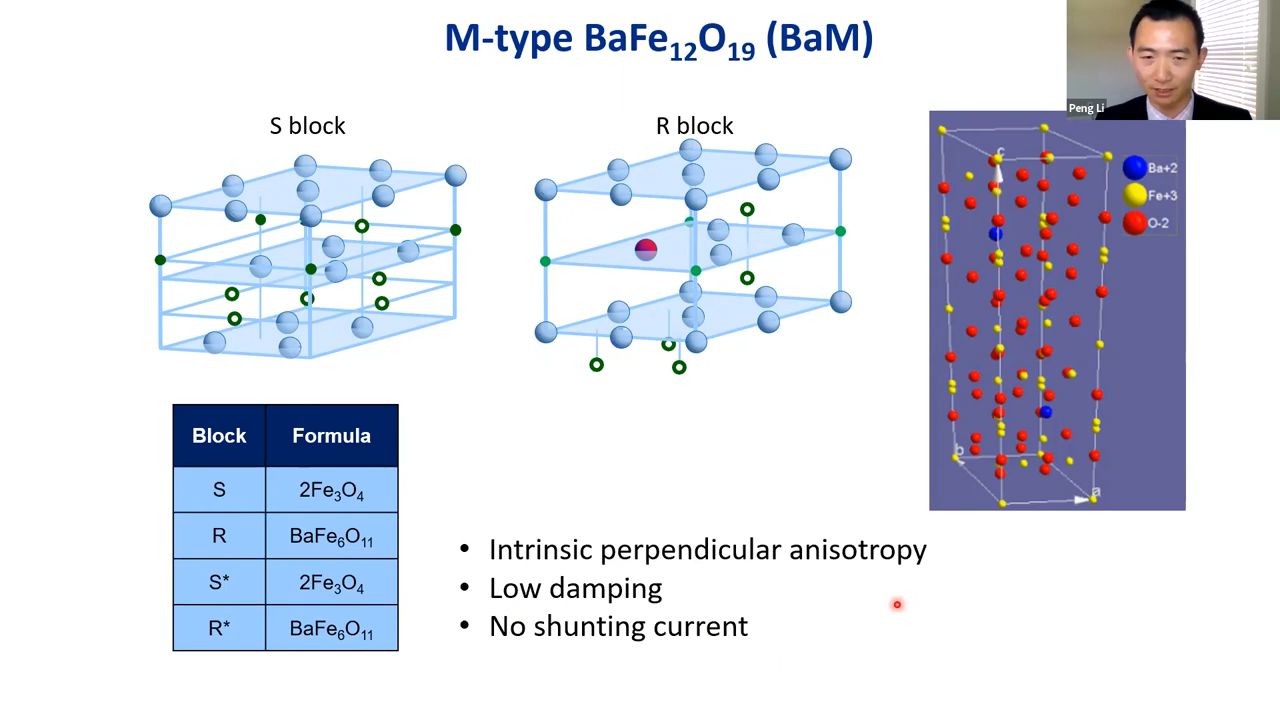 M-type BaFe₁₂O₁₉ (BaM)
Peng Li
S block
R block
c
Ba+2
Fe+3
O-2
b
a
Block Formula
S 2Fe₃O₄
R BaFe₆O₁₁
S* 2Fe₃O₄
R* BaFe₆O₁₁
• Intrinsic perpendicular anisotropy
• Low damping
• No shunting current